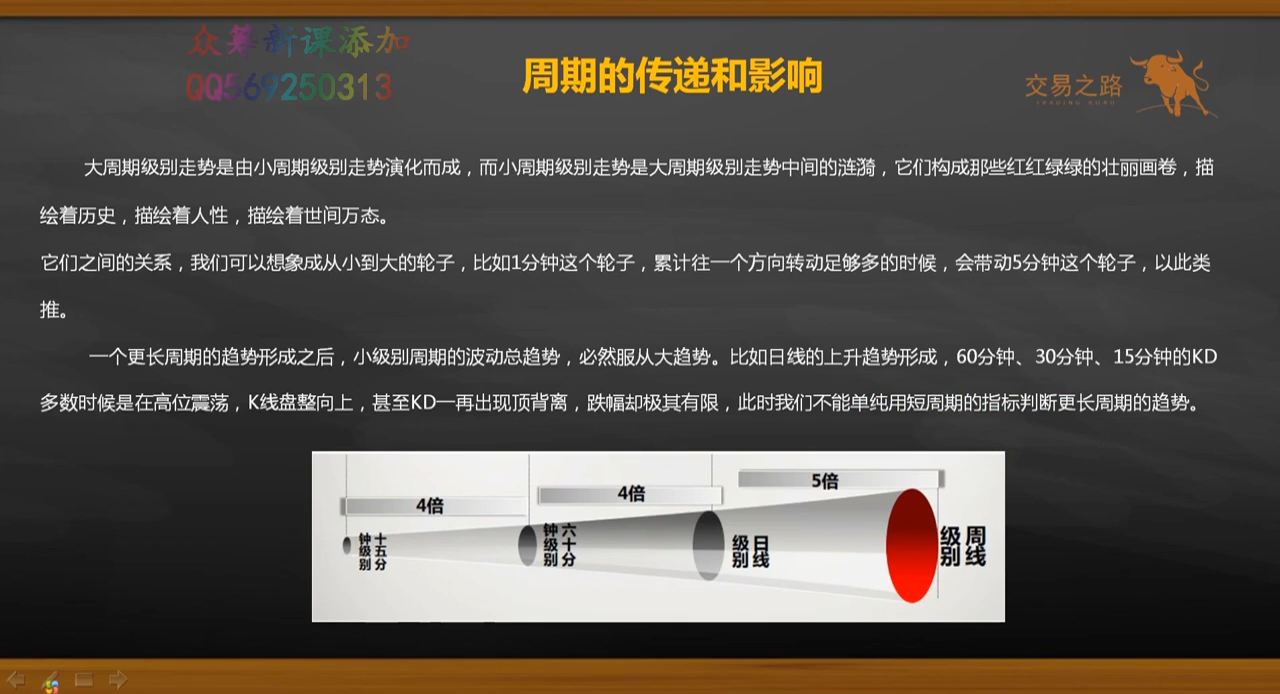 众筹新课添加
QQ569250313
周期的传递和影响
交易之路
大周期级别走势是由小周期级别走势演化而成，而小周期级别走势是大周期级别走势中间的涟漪，它们构成那些红红绿绿的壮丽画卷，描
绘着历史，描绘着人性，描绘着世间万态。
它们之间的关系，我们可以想象成从小到大的轮子，比如1分钟这个轮子，累计往一个方向转动足够多的时候，会带动5分钟这个轮子，以此类
推。
一个更长周期的趋势形成之后，小级别周期的波动总趋势，必然服从大趋势。比如日线的上升趋势形成，60分钟、30分钟、15分钟的KD
多数时候是在高位震荡，K线盘整向上，甚至KD一再出现顶背离，跌幅却极其有限，此时我们不能单纯用短周期的指标判断更长周期的趋势。
4倍
4倍
5倍
十五分
钟级别
六十分
钟级别
日线
级别
周线
级别